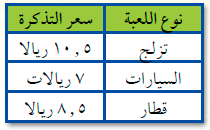 نوع اللعبة سعر التذكرة
تزلج ١٠,٥ ريالا
السيارات ٧ ريالات
قطار ٨,٥ ريالا